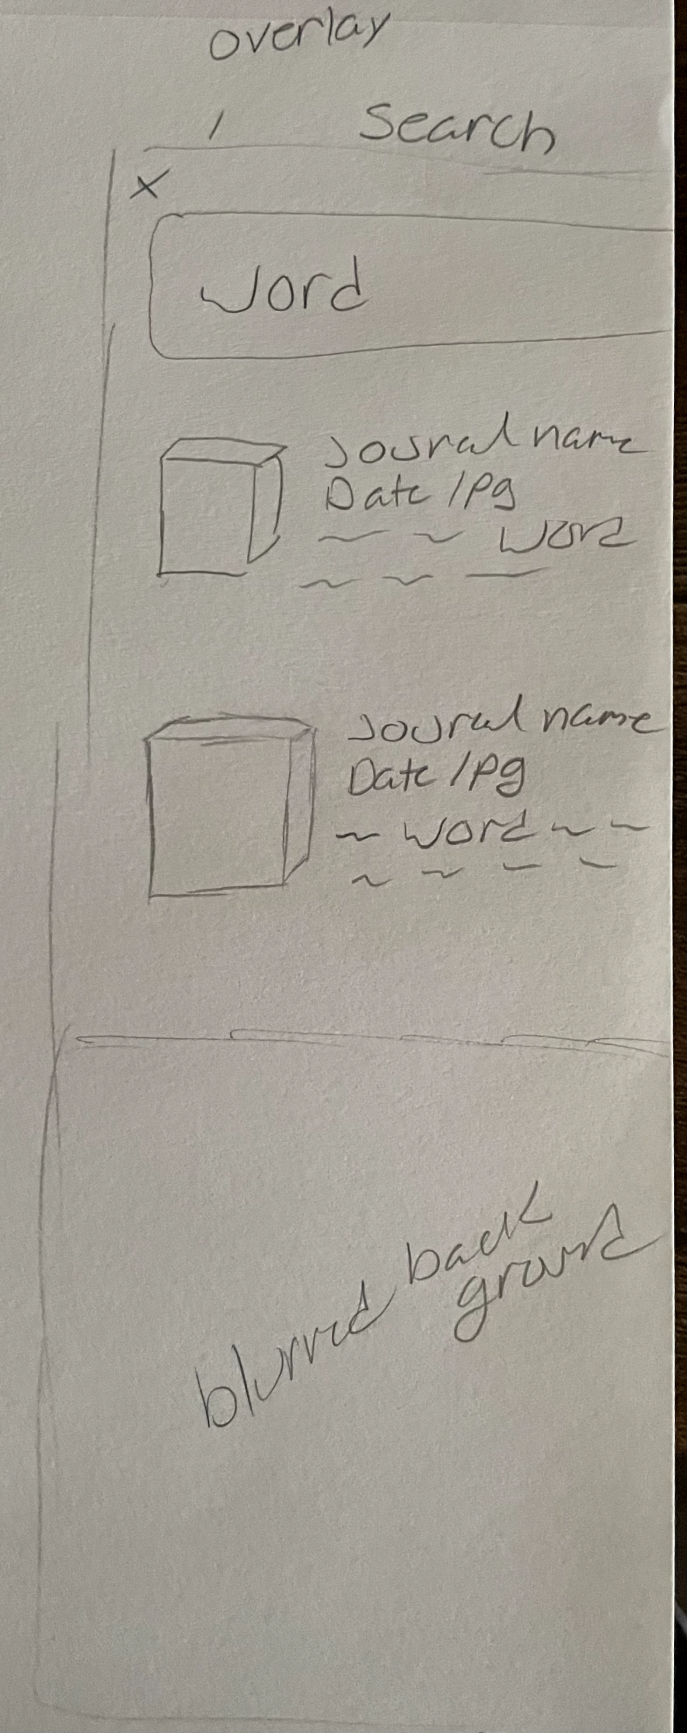 overlay
Search
X
Word
Journal name
Date/pg
Word
Journal name
Date/pg
word
blurred back
ground